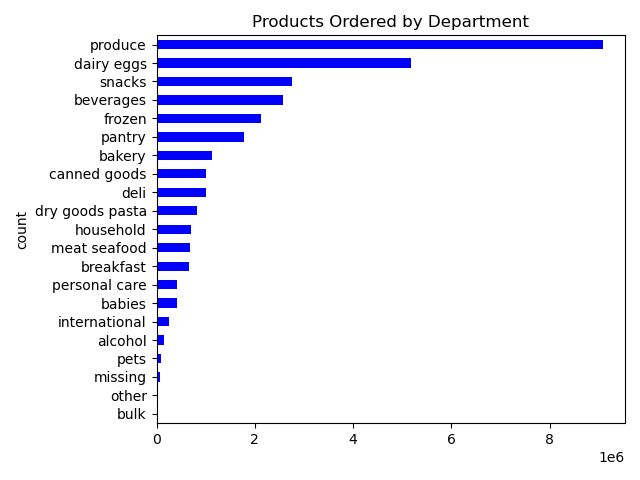 Products Ordered by Department
produce
dairy eggs
snacks
beverages
frozen
pantry
bakery
canned goods
deli
dry goods pasta
household
meat seafood
breakfast
personal care
babies
international
alcohol
pets
missing
other
bulk
count
0 2 4 6 8
1e6